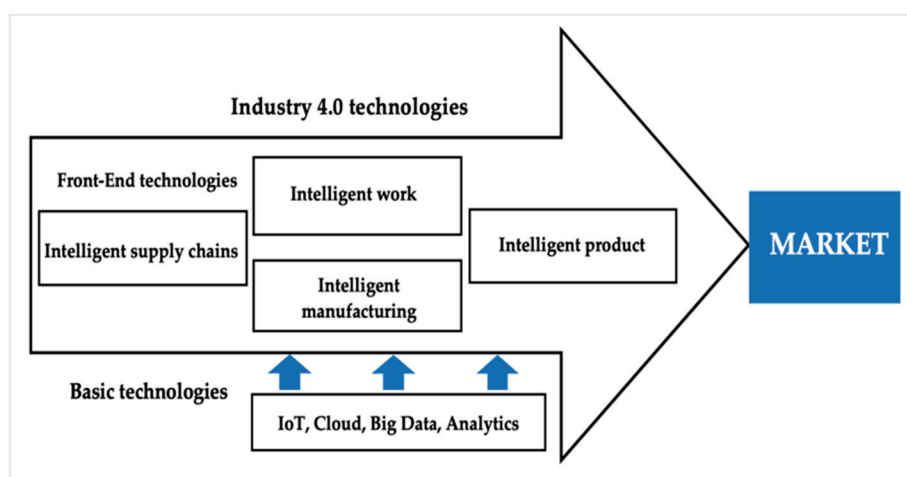 Industry 4.0 technologies
Front-End technologies
Intelligent work
Intelligent supply chains
Intelligent product
MARKET
Intelligent
manufacturing
Basic technologies
IoT, Cloud, Big Data, Analytics